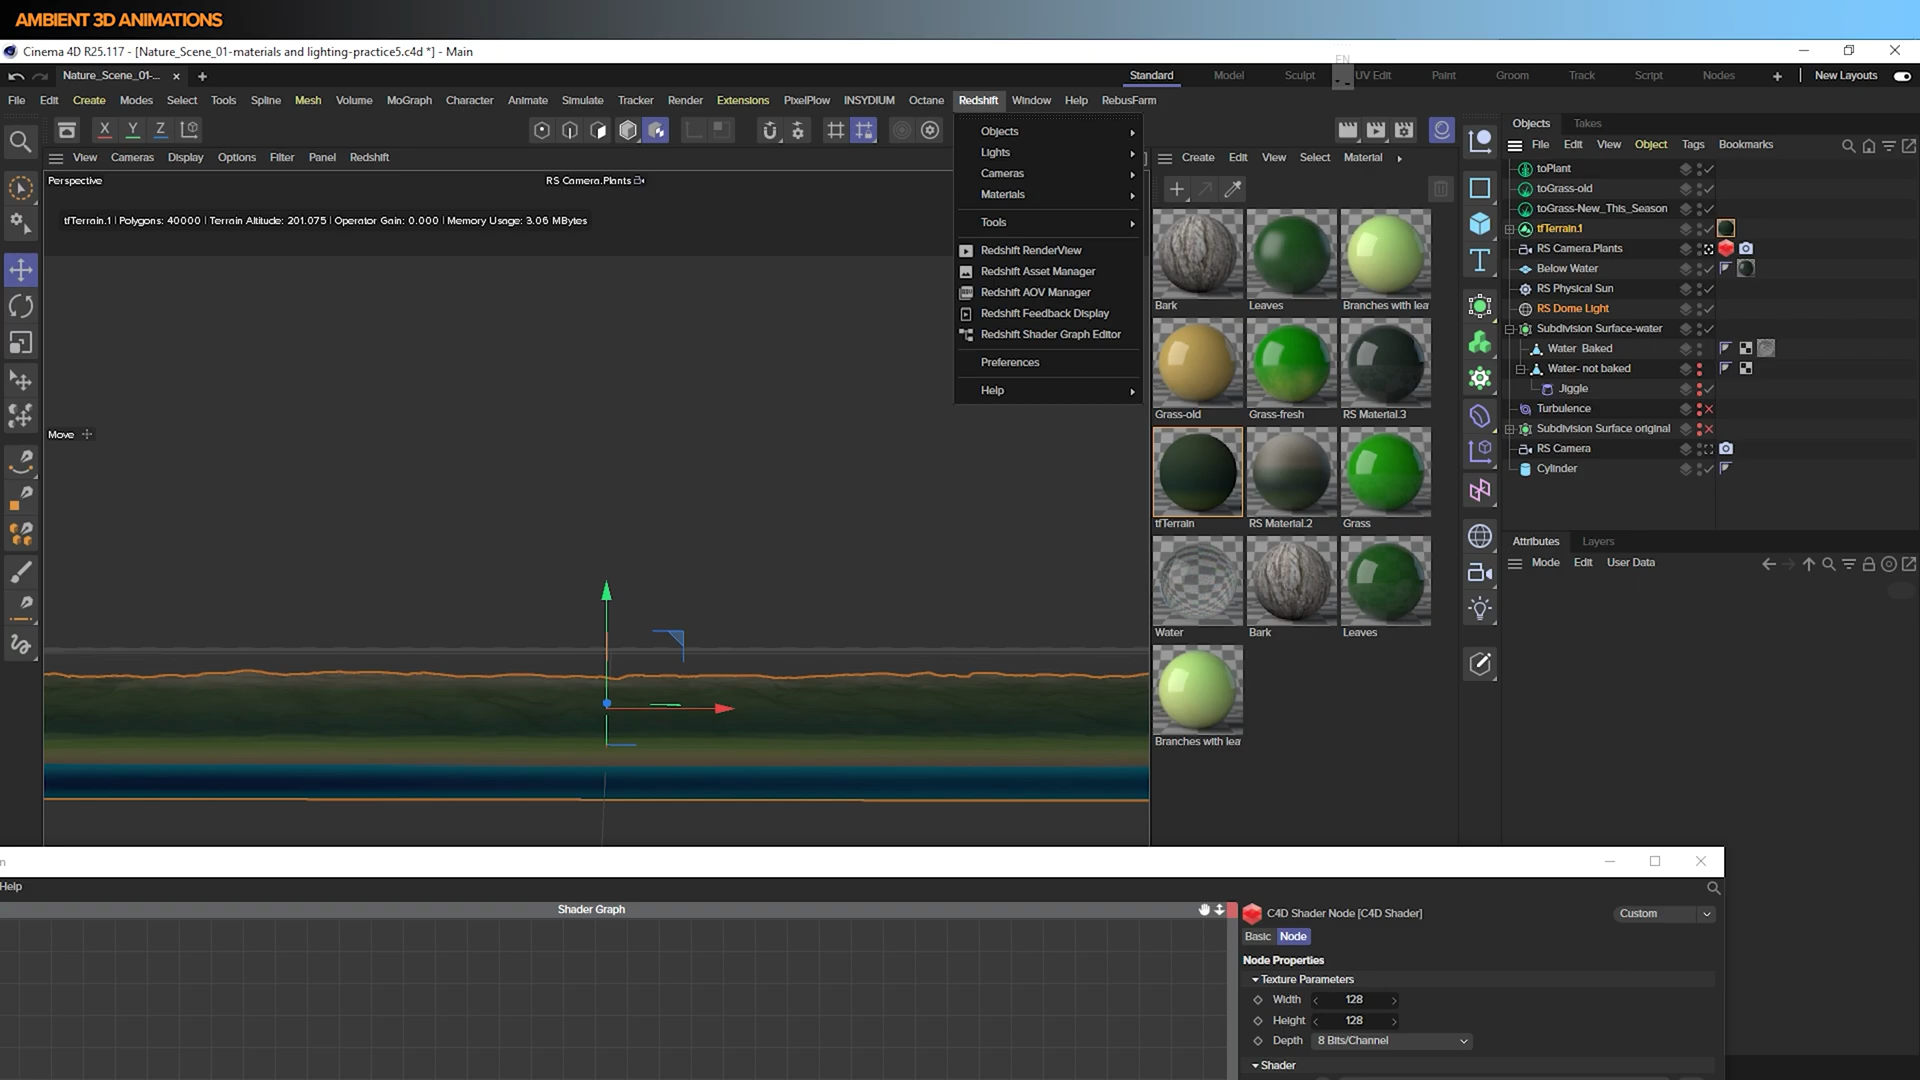 AMBIENT 3D ANIMATIONS
Cinema 4D R25.117 - [Nature_Scene_01-materials and lighting-practice5.c4d *] - Main
EN
Nature_Scene_01-...
Standard Model Sculpt UV Edit Paint Groom Track Script Nodes New Layouts
File Edit Create Modes Select Tools Spline Mesh Volume MoGraph Character Animate Simulate Tracker Render Extensions PixelPlow INSYDIUM Octane Redshift Window Help RebusFarm
X Y Z
View Cameras Display Options Filter Panel Redshift
Perspective
RS Camera.Plants
tfTerrain.1 | Polygons: 40000 | Terrain Altitude: 201.075 | Operator Gain: 0.000 | Memory Usage: 3.06 MBytes
Move
Objects
Lights
Cameras
Materials
Tools
Redshift RenderView
Redshift Asset Manager
Redshift AOV Manager
Redshift Feedback Display
Redshift Shader Graph Editor
Preferences
Help
Create Edit View Select Material
Bark Leaves Branches with lea
Grass-old Grass-fresh RS Material.3
tfTerrain RS Material.2 Grass
Water Bark Leaves
Branches with lea
Objects Takes
File Edit View Object Tags Bookmarks
toPlant
toGrass-old
toGrass-New_This_Season
tfTerrain.1
RS Camera.Plants
Below Water
RS Physical Sun
RS Dome Light
Subdivision Surface-water
Water Baked
Water- not baked
Jiggle
Turbulence
Subdivision Surface original
RS Camera
Cylinder
Attributes Layers
Mode Edit User Data
n
Help
Shader Graph
C4D Shader Node [C4D Shader]
Custom
Basic Node
Node Properties
Texture Parameters
Width 128
Height 128
Depth 8 Bits/Channel
Shader